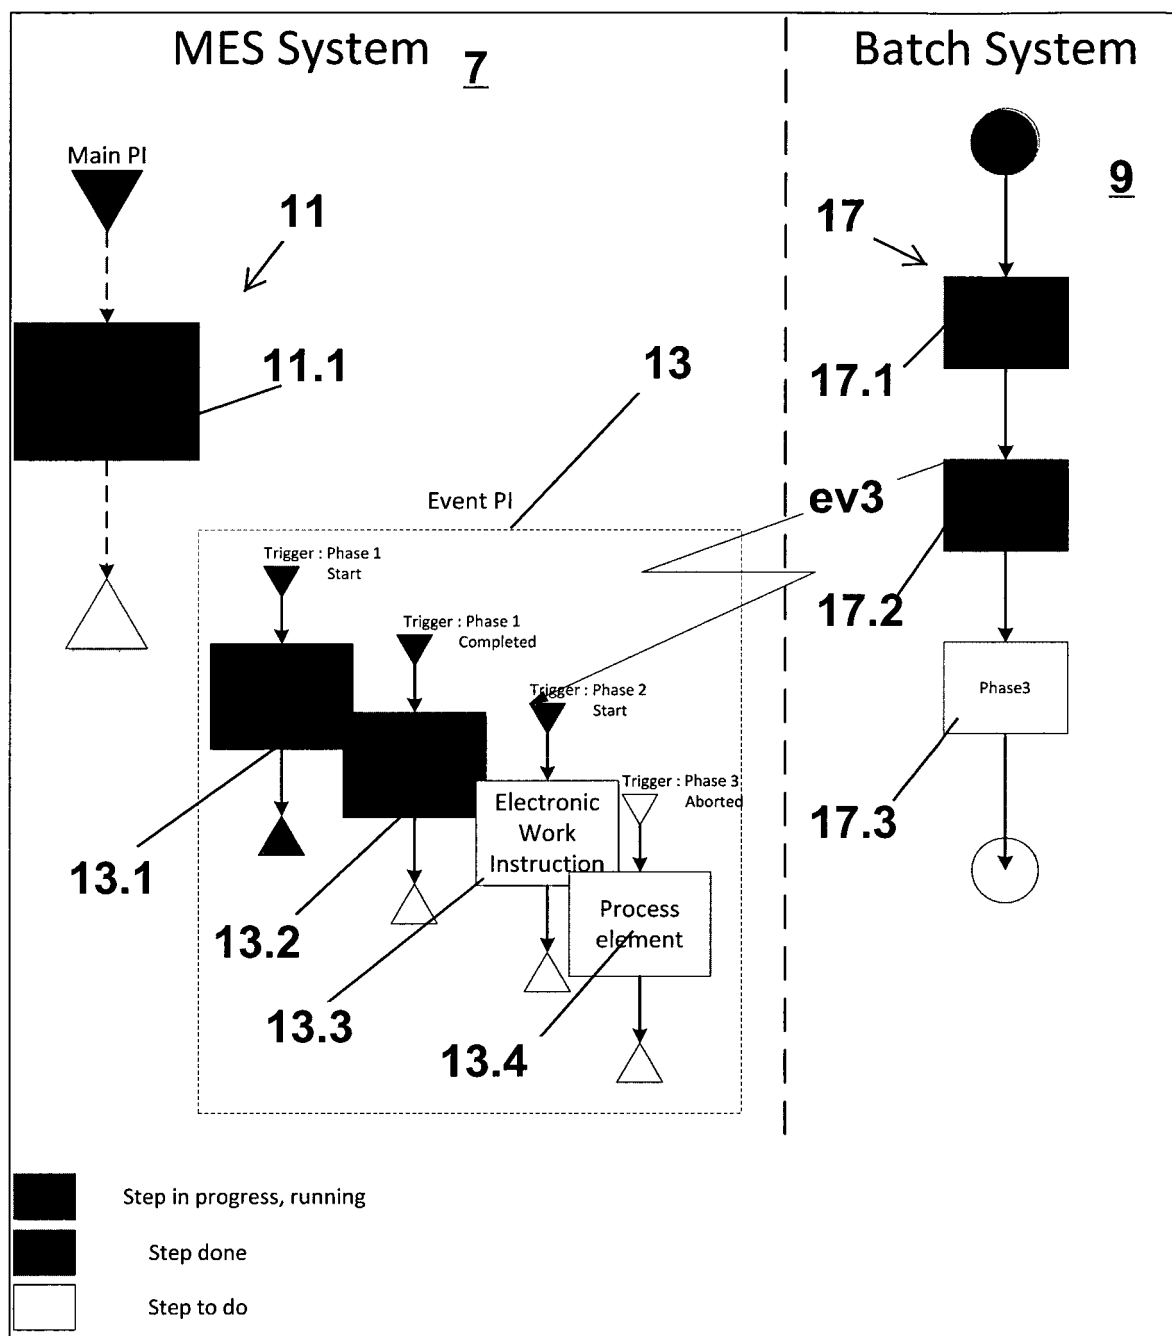 MES System
7
Batch System
9
Main PI
11
17
11.1
13
17.1
Event PI
ev3
Trigger : Phase 1
Start
Trigger : Phase 1
Completed
17.2
Trigger : Phase 2
Start
Phase3
Trigger : Phase 3
Aborted
Electronic
Work
Instruction
17.3
13.1
Process
element
13.2
13.3
13.4
Step in progress, running
Step done
Step to do